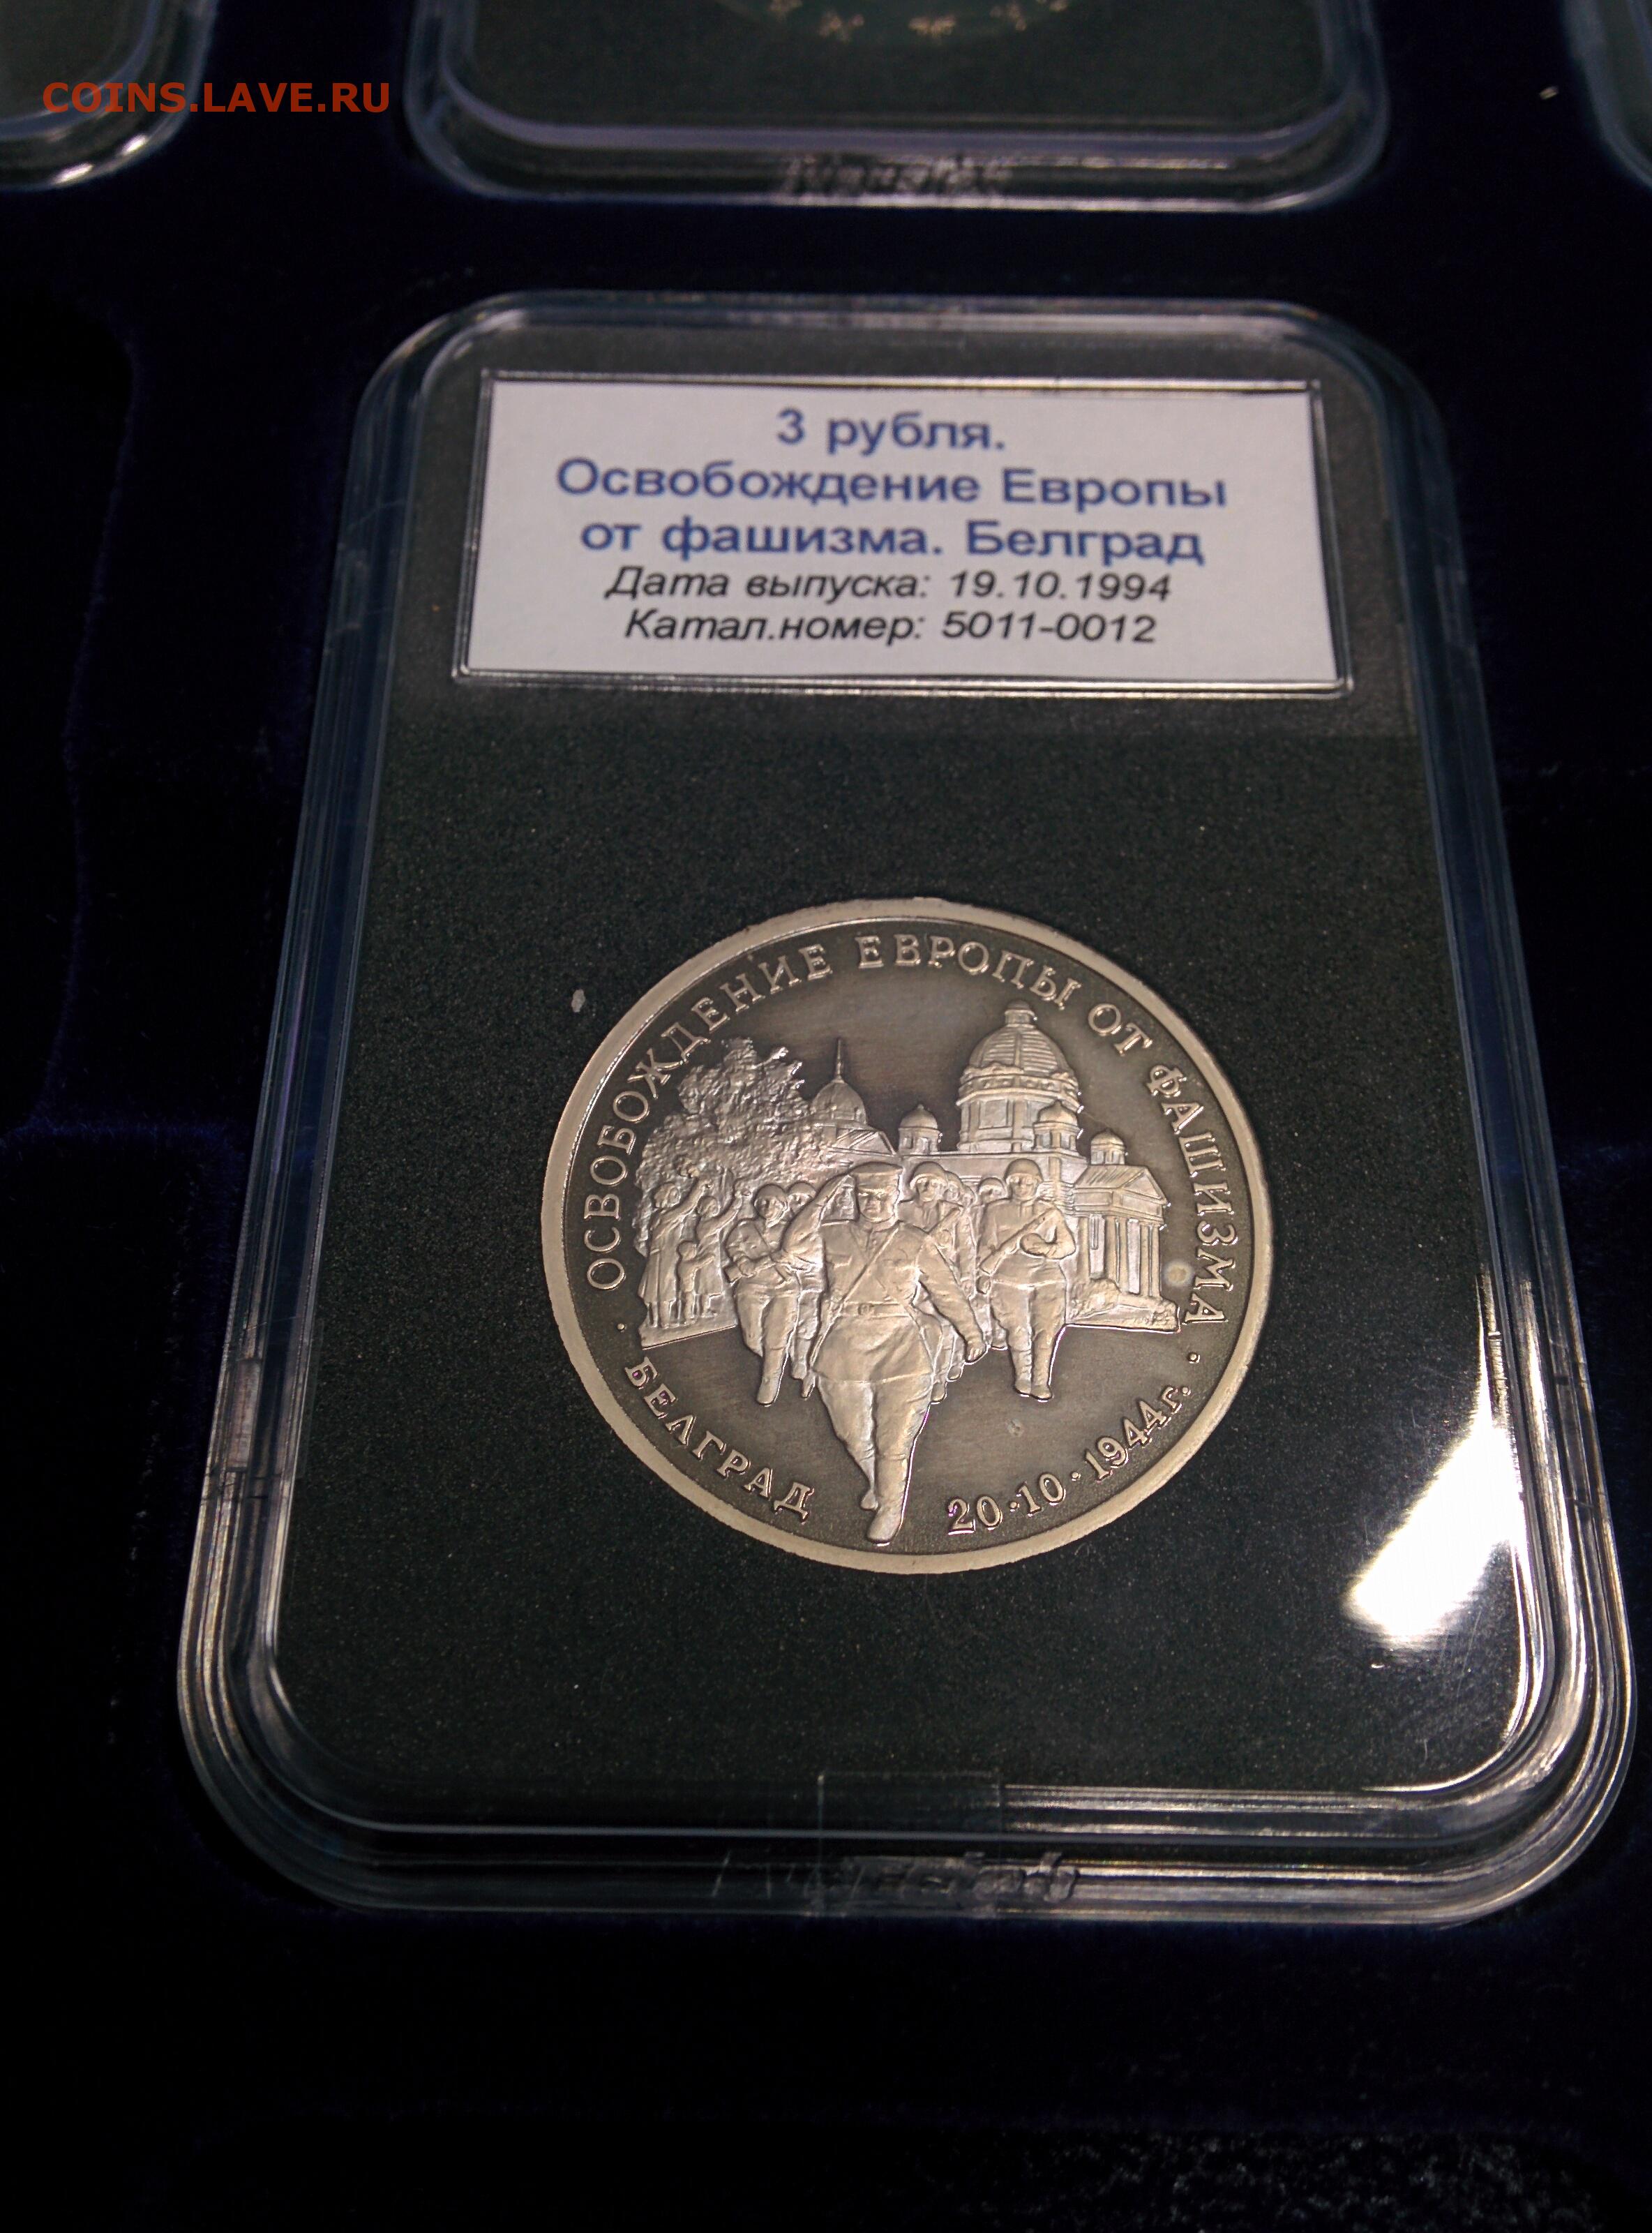 COINS.LAVE.RU
3 рубля.
Освобождение Европы
от фашизма. Белград
Дата выпуска: 19.10.1994
Катал.номер: 5011-0012
ОСВОБОЖДЕНИЕ ЕВРОПЫ ОТ ФАШИЗМА
· БЕЛГРАД 20·10·1944г. ·